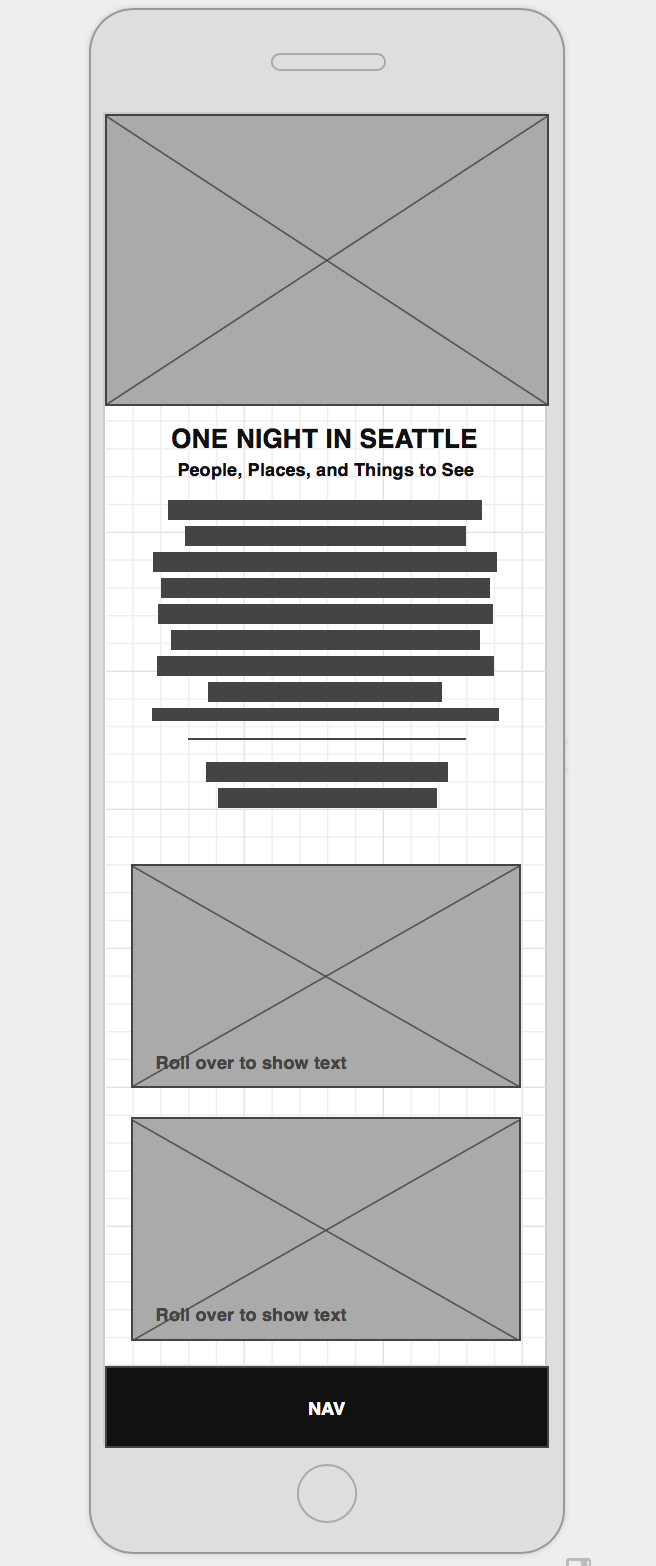 ONE NIGHT IN SEATTLE
People, Places, and Things to See
Roll over to show text
Roll over to show text
NAV